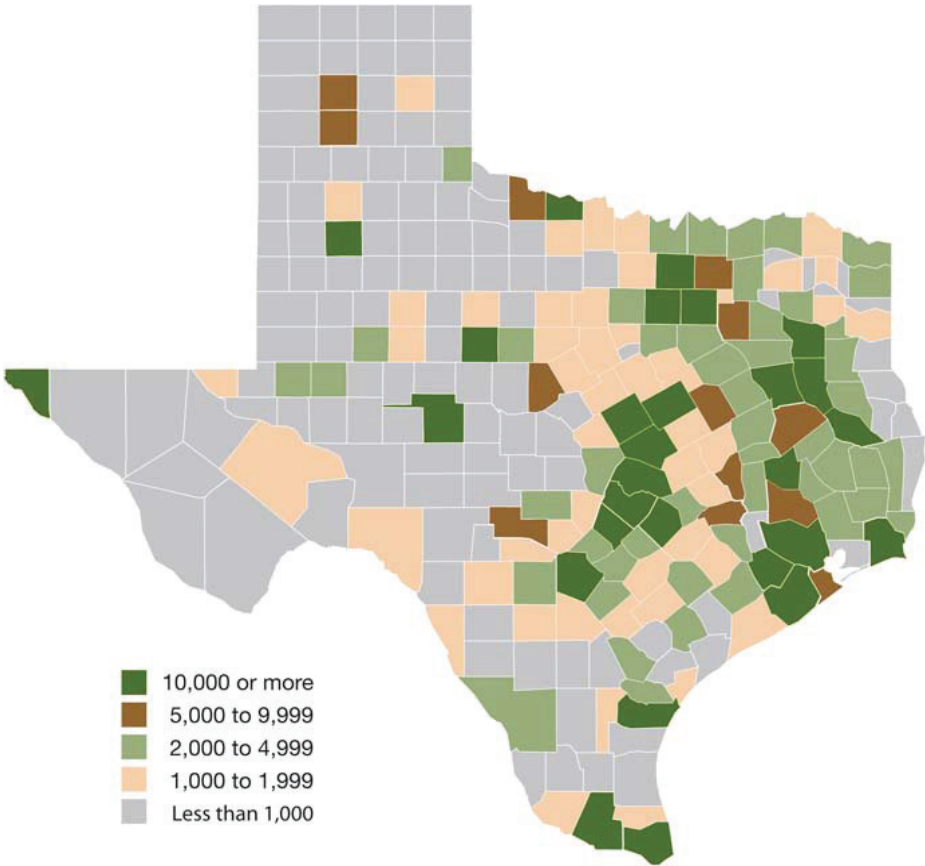 10,000 or more
5,000 to 9,999
2,000 to 4,999
1,000 to 1,999
Less than 1,000